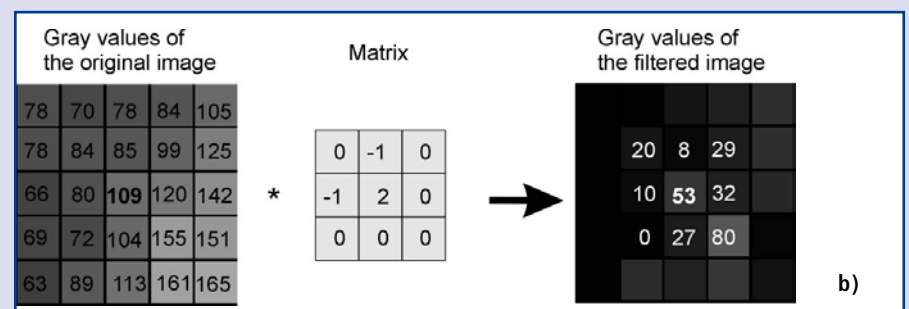 Gray values of
the original image
Matrix
Gray values of
the filtered image
78 70 78 84 105
78 84 85 99 125
66 80 109 120 142
69 72 104 155 151
63 89 113 161 165
*
0 -1 0
-1 2 0
0 0 0
20 8 29
10 53 32
0 27 80
b)